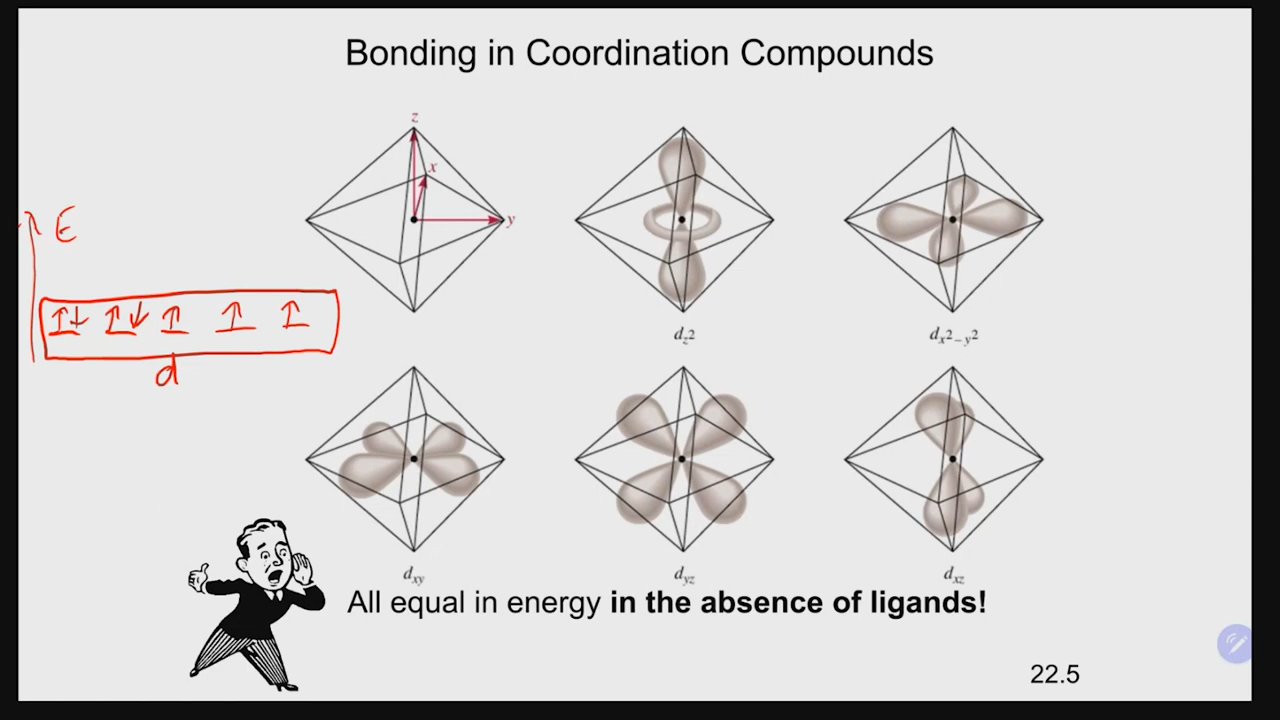 Bonding in Coordination Compounds
z
x
y
E
d
d_z²
d_x²−y²
d_xy
d_yz
d_xz
All equal in energy in the absence of ligands!
22.5